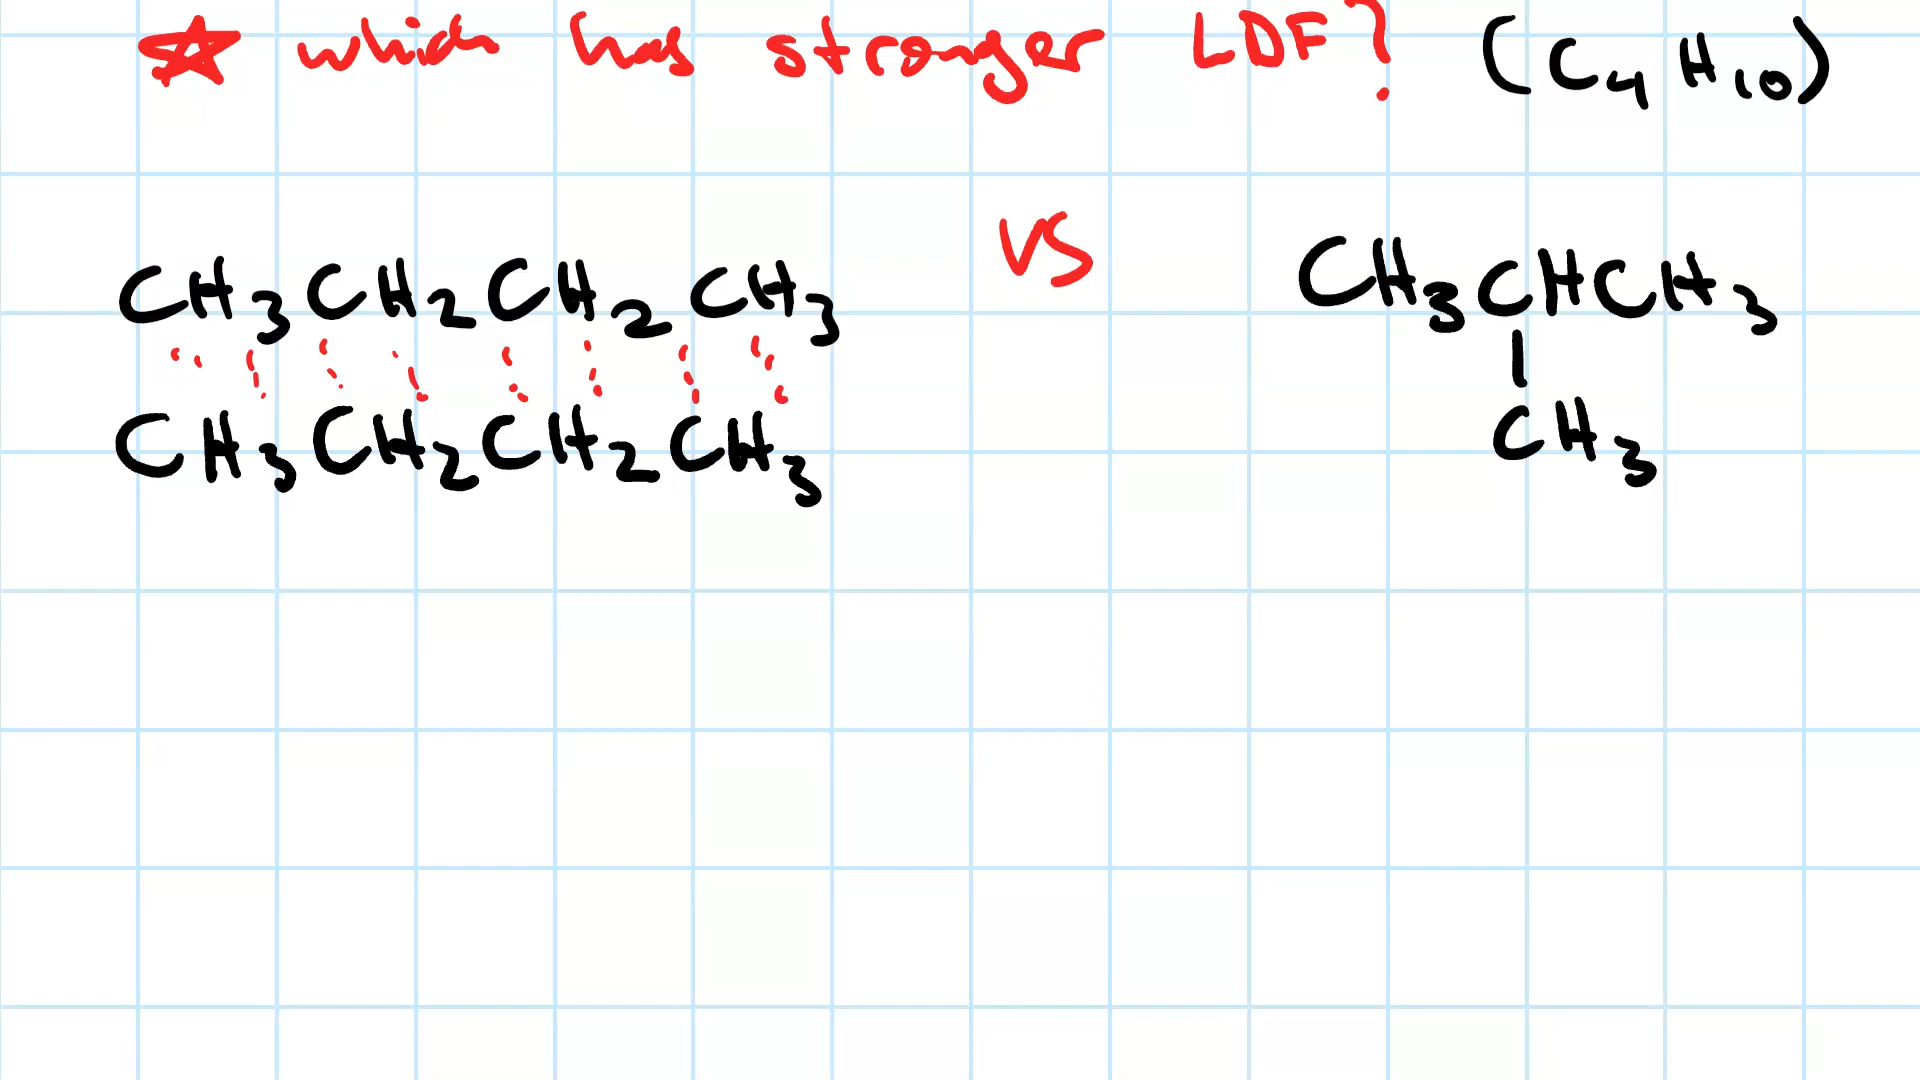 ★ which has stronger LDF? (C₄H₁₀)
CH₃CH₂CH₂CH₃ VS CH₃CHCH₃
|
CH₃CH₂CH₂CH₃ CH₃